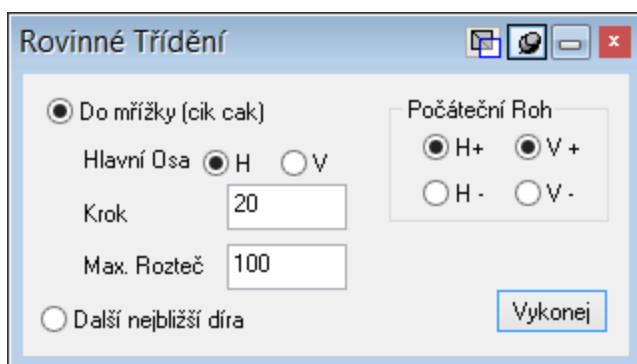 Rovinné Třídění
Do mřížky (cik cak)
Hlavní Osa H V
Krok 20
Max. Rozteč 100
Další nejbližší díra
Počáteční Roh
H+ V +
H - V -
Vykonej